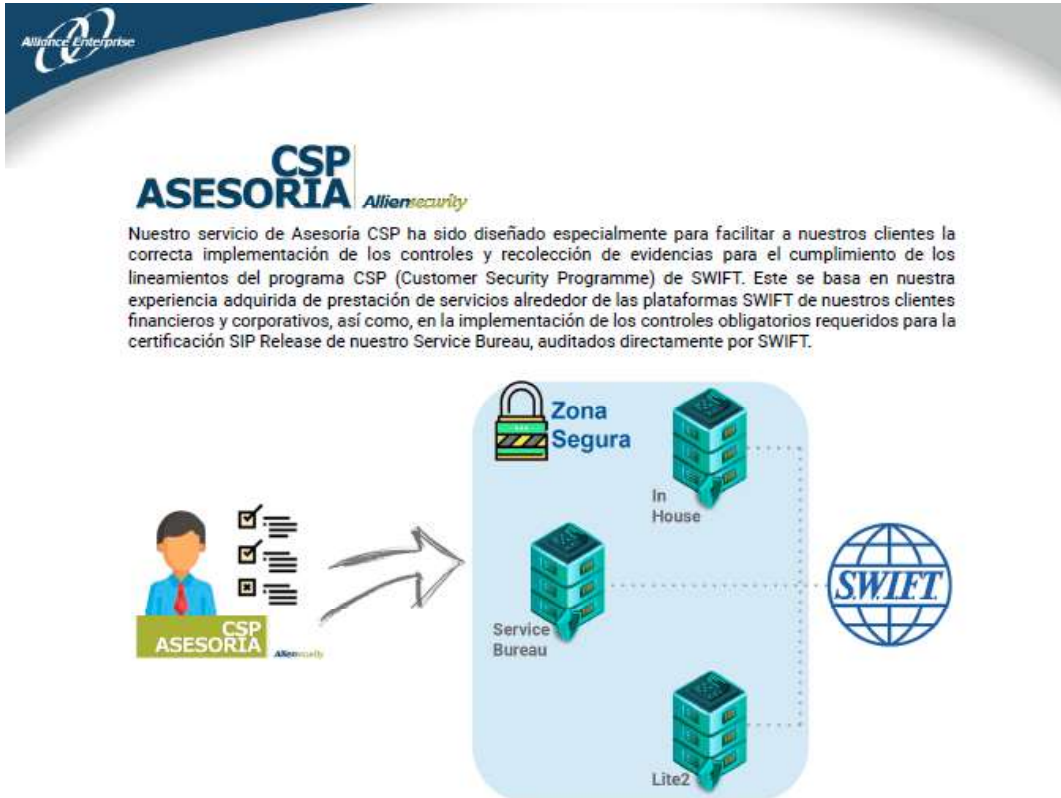 Alliance Enterprise
CSP
ASESORÍA Alliensecurity
Nuestro servicio de Asesoría CSP ha sido diseñado especialmente para facilitar a nuestros clientes la
correcta implementación de los controles y recolección de evidencias para el cumplimiento de los
lineamientos del programa CSP (Customer Security Programme) de SWIFT. Este se basa en nuestra
experiencia adquirida de prestación de servicios alrededor de las plataformas SWIFT de nuestros clientes
financieros y corporativos, así como, en la implementación de los controles obligatorios requeridos para la
certificación SIP Release de nuestro Service Bureau, auditados directamente por SWIFT.
Zona
Segura
In
House
Service
Bureau
SWIFT
CSP
ASESORÍA Alliensecurity
Lite2